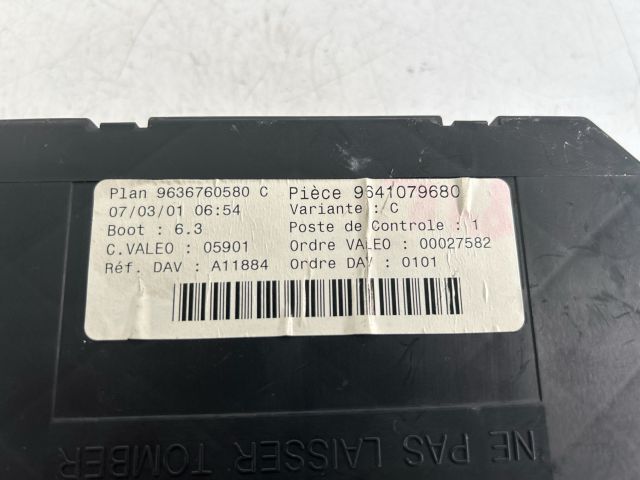 Plan 9636760580 C Pièce 9641079680
07/03/01 06:54 Variante : C
Boot : 6.3 Poste de Controle : 1
C.VALEO : 05901 Ordre VALEO : 00027582
Réf. DAV : A11884 Ordre DAV : 0101
NE PAS LAISSER TOMBER